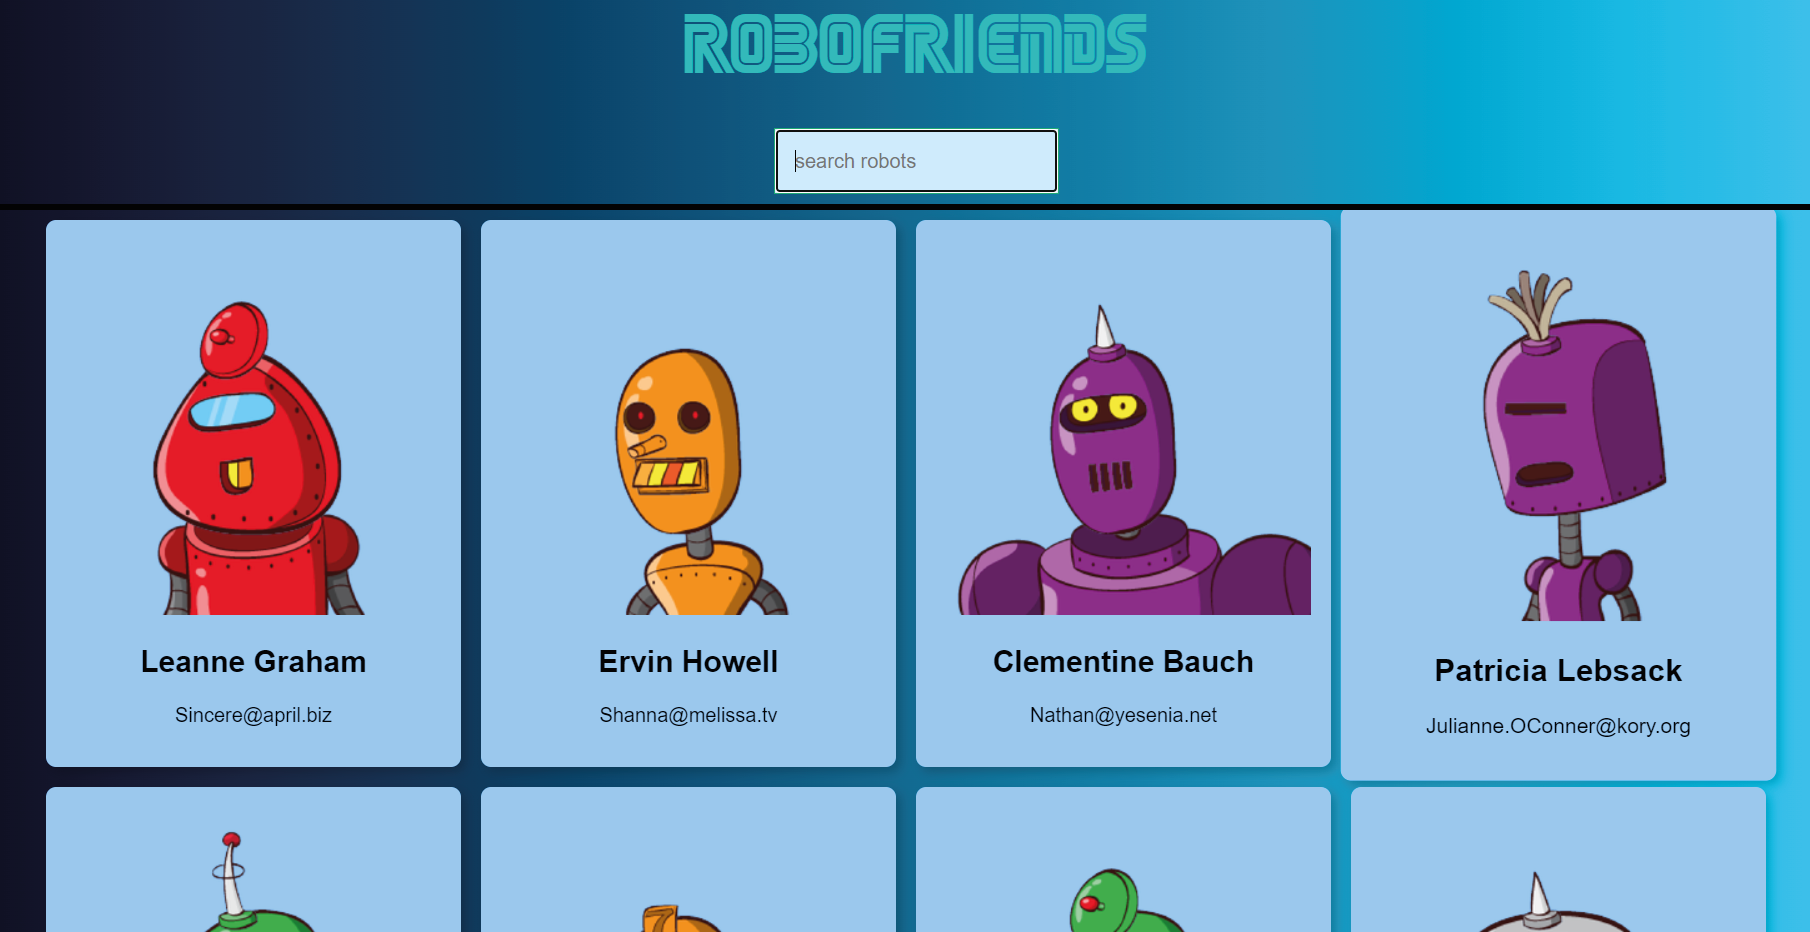 ROBOFRIENDS
search robots
Leanne Graham
Sincere@april.biz
Ervin Howell
Shanna@melissa.tv
Clementine Bauch
Nathan@yesenia.net
Patricia Lebsack
Julianne.OConner@kory.org